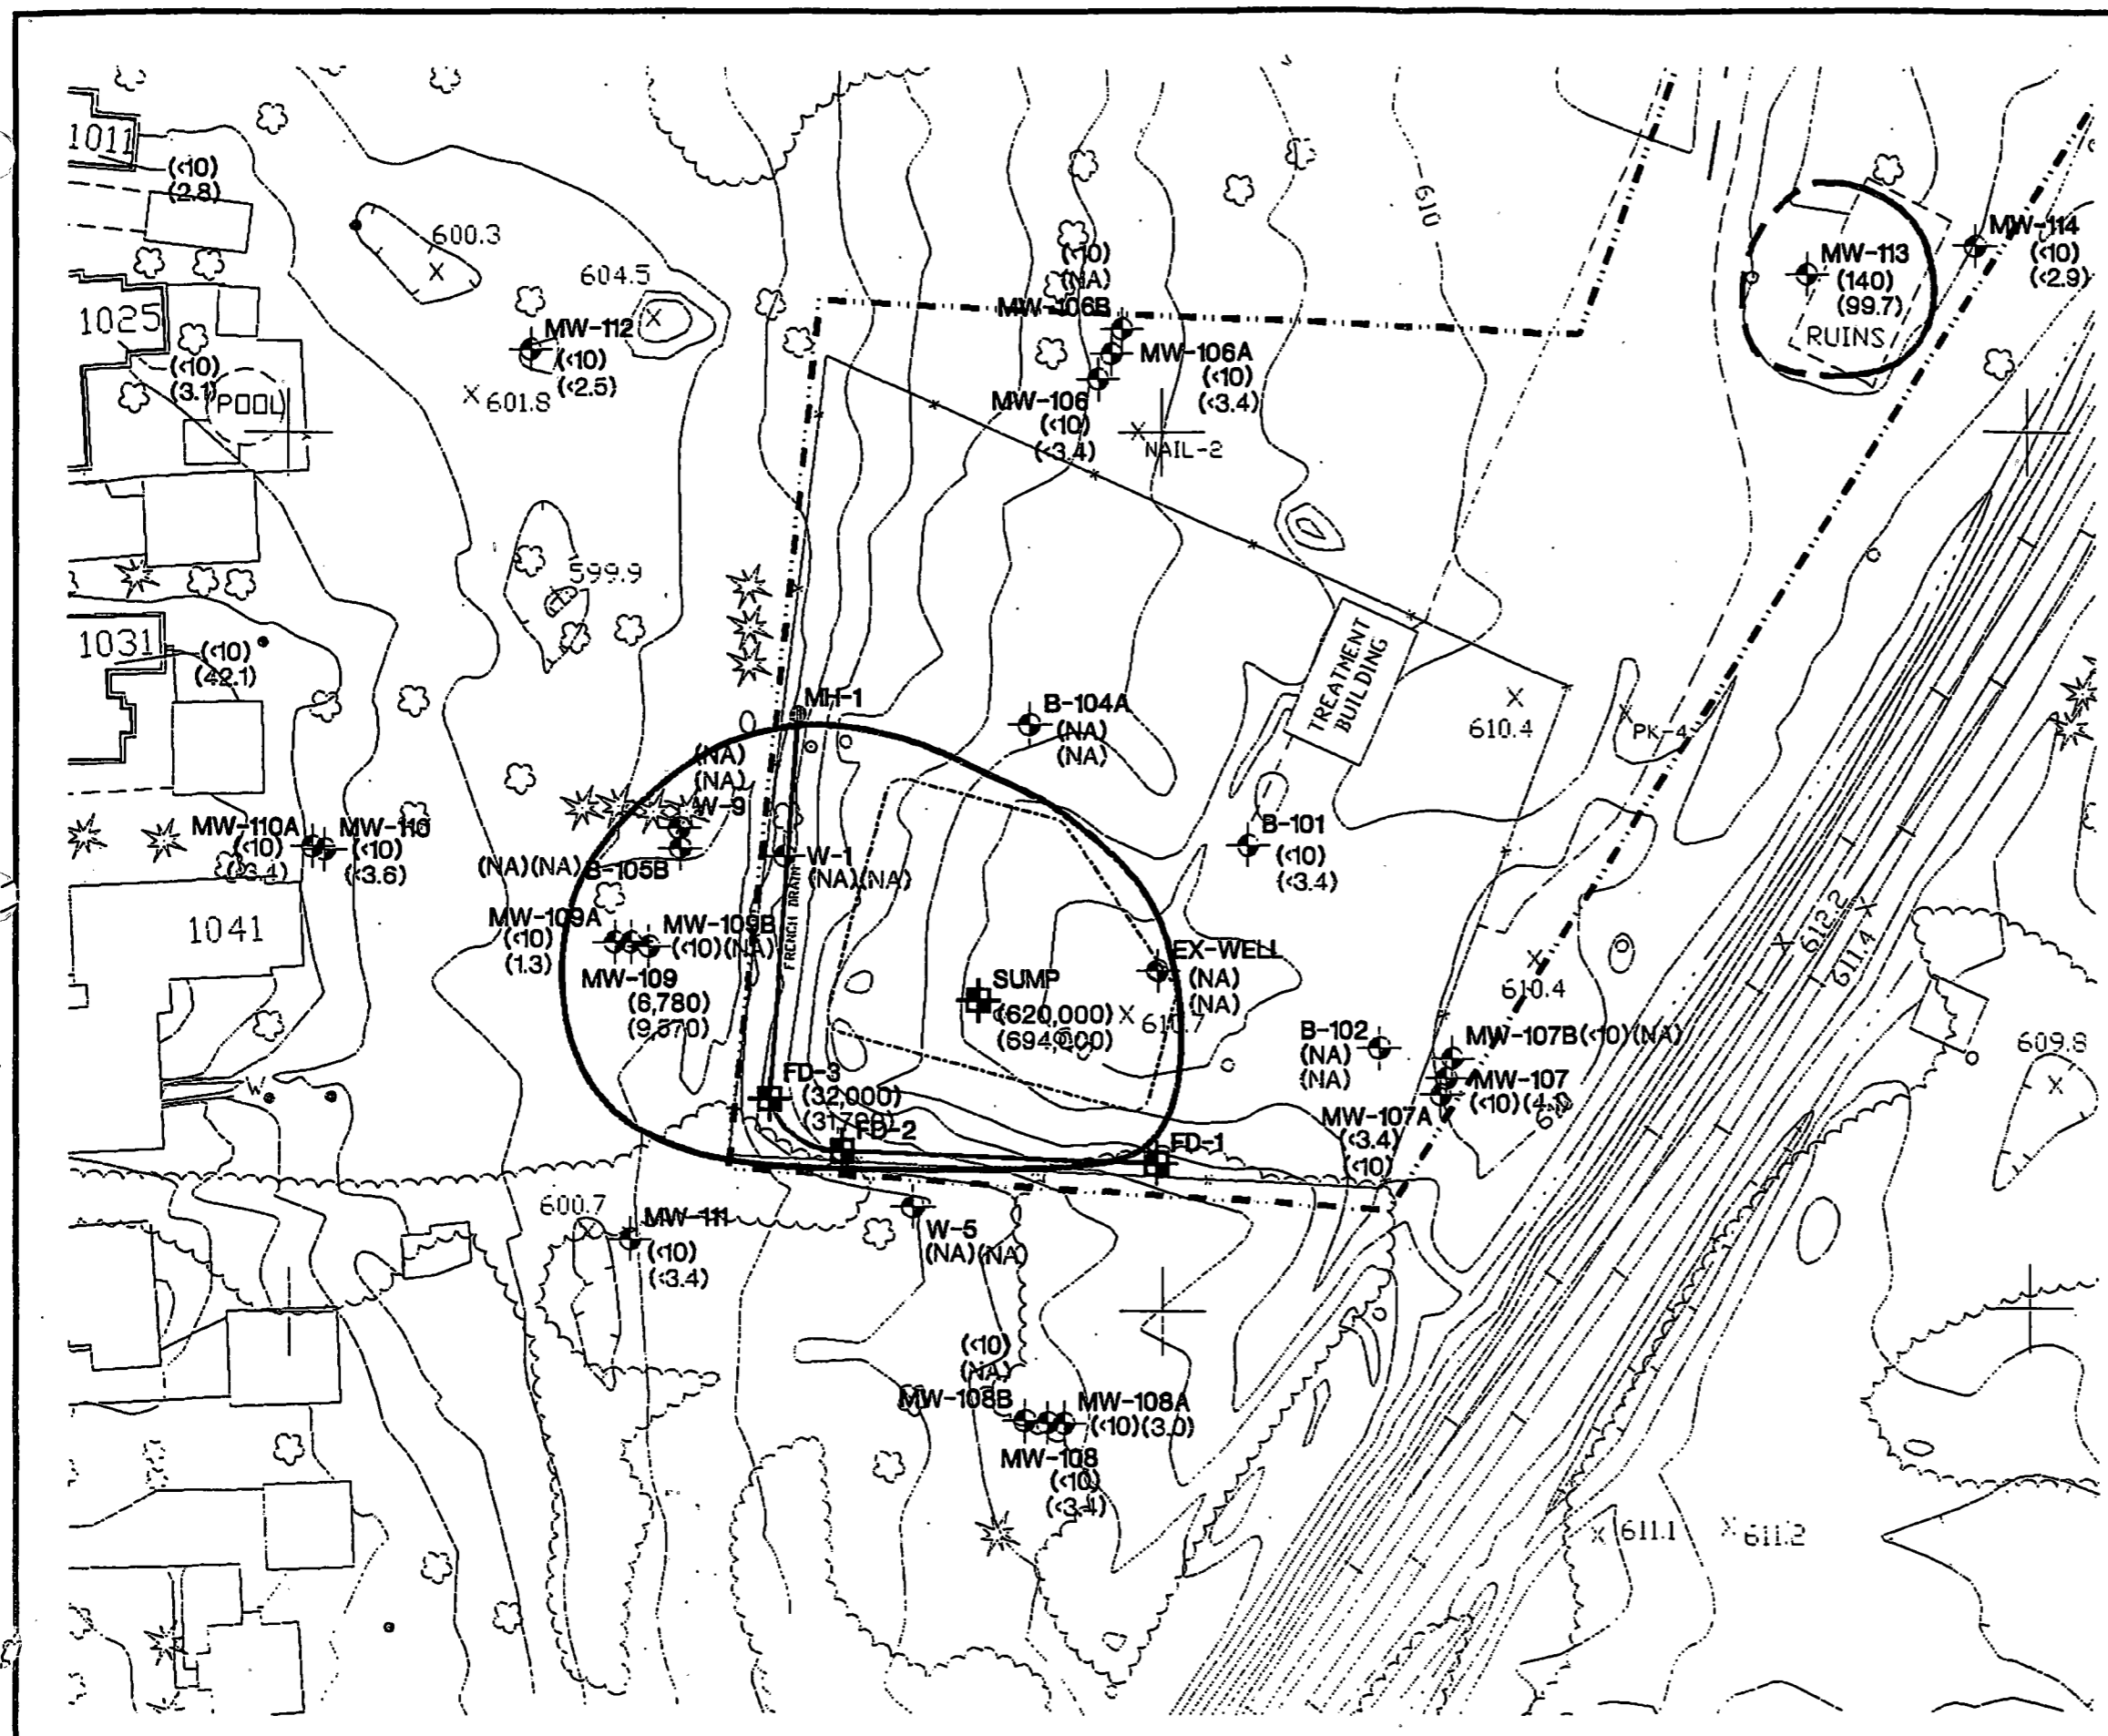 1011
(<10)
(2.8)
600.3
604.5
1025
(<10)
(3.1)
POOL
MW-112
(<10)
(<2.5)
601.8
(<10)
(NA)
MW-106B
MW-106A
(<10)
(<3.4)
MW-106
(<10)
(<3.4)
NAIL-2
610
MW-113
(140)
(99.7)
RUINS
MW-114
(<10)
(<2.9)
599.9
1031
(<10)
(42.1)
MH-1
B-104A
(NA)
(NA)
TREATMENT
BUILDING
610.4
PK-4
(NA)
(NA)
W-9
MW-110A
(<10)
(<3.4)
MW-110
(<10)
(<3.6)
(NA)(NA)
B-105B
W-1
(NA)(NA)
FRENCH DRAIN
B-101
(<10)
(<3.4)
1041
MW-109A
(<10)
(1.3)
MW-109B
(<10)(NA)
MW-109
(6,780)
(9,570)
SUMP
(620,000)
(694,000)
EX-WELL
(NA)
(NA)
610.7
612.2
611.4
610.4
B-102
(NA)
(NA)
MW-107B(<10)(NA)
MW-107
(<10)
MW-107A
(<3.4)
(<10)
610
609.8
W
FD-3
(32,000)
FD-2
FD-1
600.7
MW-111
(<10)
(<3.4)
W-5
(NA)(NA)
(<10)
(NA)
MW-108B
MW-108A
(<10)(3.0)
MW-108
(<10)
(<3.4)
611.1
611.2